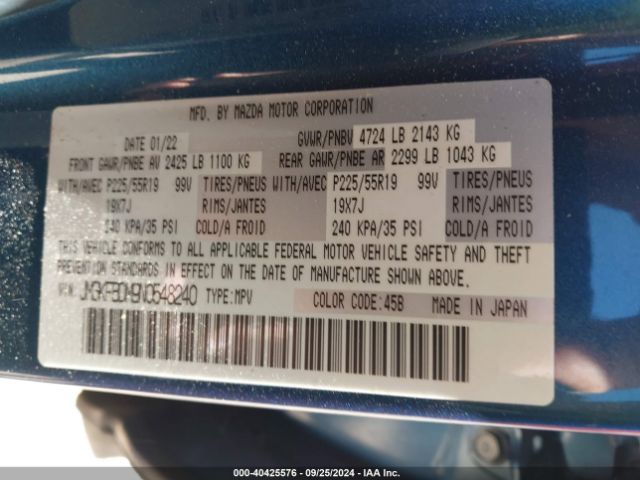 MFD. BY MAZDA MOTOR CORPORATION
DATE 01/22 GVWR/PNBV 4724 LB 2143 KG
FRONT GAWR/PNBE AV 2425 LB 1100 KG REAR GAWR/PNBE AR 2299 LB 1043 KG
WITH/AVEC P225/55R19 99V TIRES/PNEUS WITH/AVEC P225/55R19 99V TIRES/PNEUS
19X7J RIMS/JANTES 19X7J RIMS/JANTES
240 KPA/35 PSI COLD/A FROID 240 KPA/35 PSI COLD/A FROID
THIS VEHICLE CONFORMS TO ALL APPLICABLE FEDERAL MOTOR VEHICLE SAFETY AND THEFT
PREVENTION STANDARDS IN EFFECT ON THE DATE OF MANUFACTURE SHOWN ABOVE.
TYPE:MPV COLOR CODE:45B MADE IN JAPAN
000-40425576 - 09/25/2024 - IAA Inc.